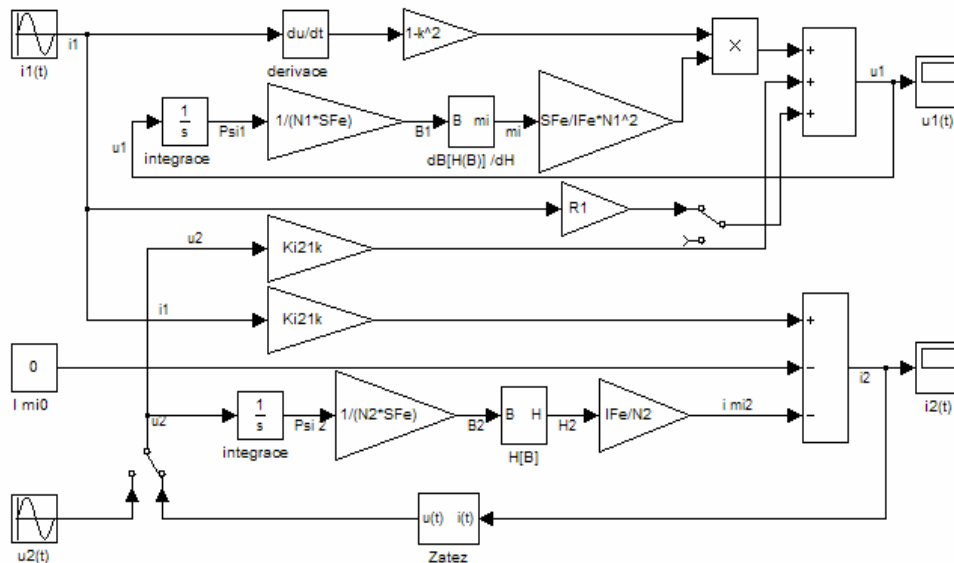 i1
i1(t)
du/dt
derivace
1-k^2
×
+
+
+
u1
u1(t)
u1
1
s
integrace
Psi1
1/(N1*SFe)
B1
B mi
dB[H(B)] /dH
mi
SFe/lFe*N1^2
R1
u2
Ki21k
i1
Ki21k
+
−
−
i2
i2(t)
0
I mi0
u2
1
s
integrace
Psi 2
1/(N2*SFe)
B2
B H
H[B]
H2
lFe/N2
i mi2
u2(t)
u(t) i(t)
Zatez